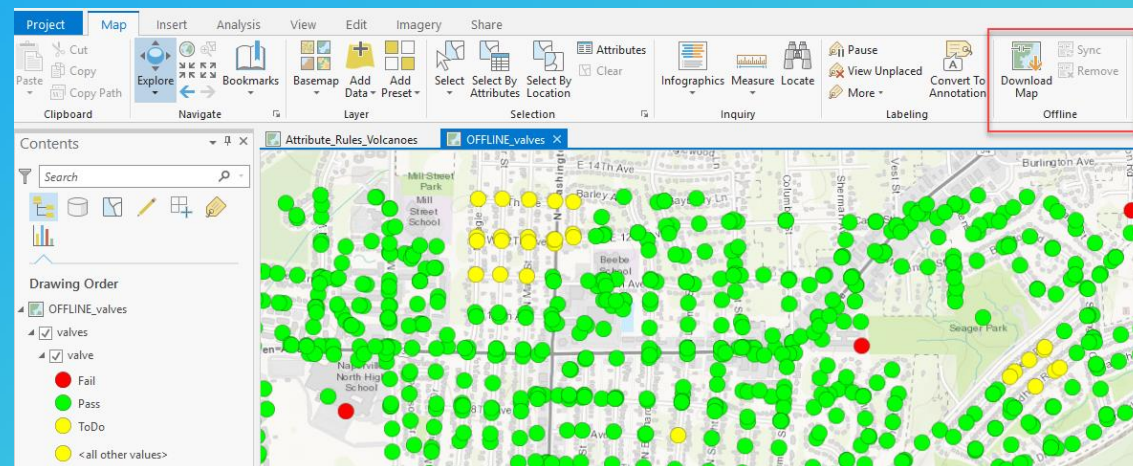 Project Map Insert Analysis View Edit Imagery Share
Paste
Cut
Copy
Copy Path
Clipboard
Explore
Bookmarks
Navigate
Basemap
Add Data
Add Preset
Layer
Select
Select By Attributes
Select By Location
Attributes
Clear
Selection
Infographics
Measure
Locate
Inquiry
Pause
View Unplaced
More
Convert To Annotation
Labeling
Download Map
Sync
Remove
Offline
Contents
Search
Drawing Order
OFFLINE_valves
valves
valve
Fail
Pass
ToDo
<all other values>
Attribute_Rules_Volcanoes
OFFLINE_valves
E 14Th Ave
Burlington Ave
Mill Street
Park
Mill
Street
School
Beebe
School
Seager Park
North High
School